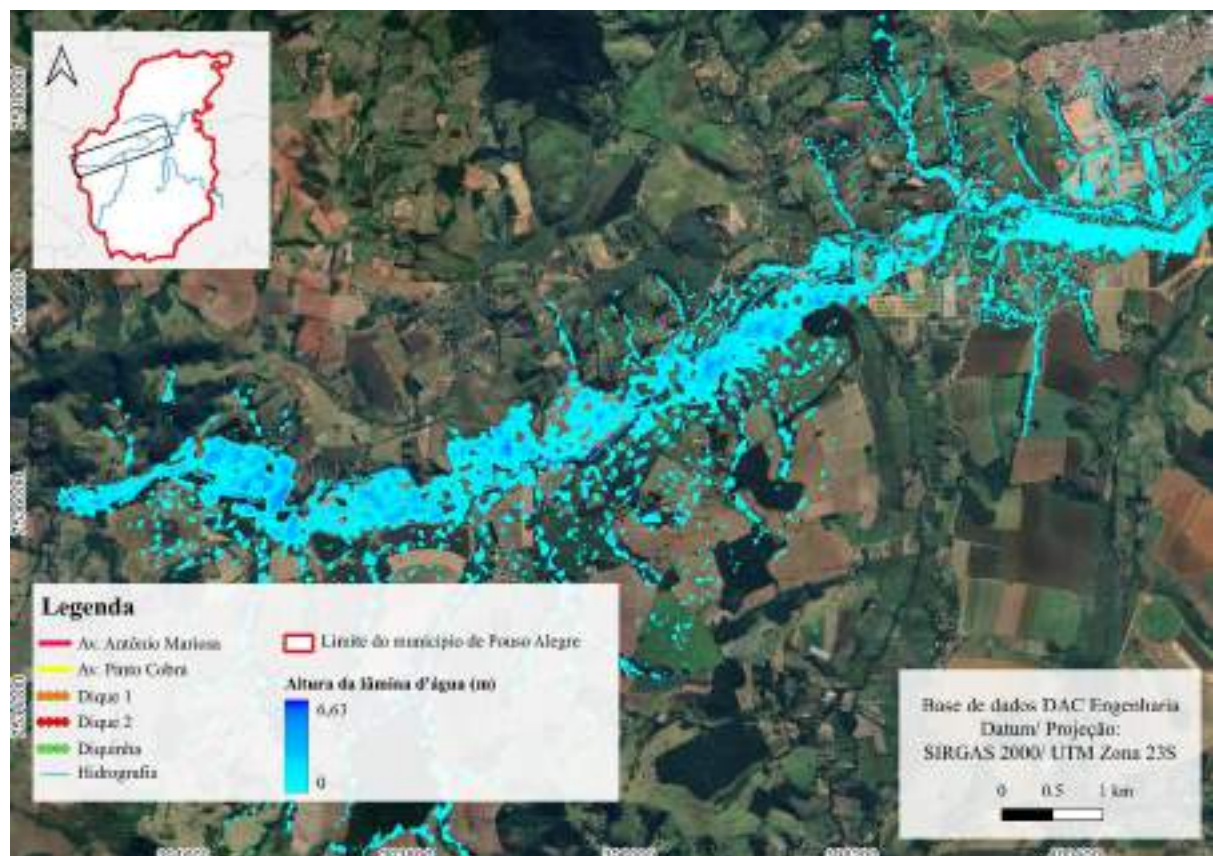 Legenda
Av. Antônio Mariosa
Av. Pinto Cobra
Dique 1
Dique 2
Diquinha
Hidrografia
Limite do município de Pouso Alegre
Altura da lâmina d'água (m)
6,63
0
Base de dados DAC Engenharia
Datum/ Projeção:
SIRGAS 2000/ UTM Zona 23S
0 0.5 1 km